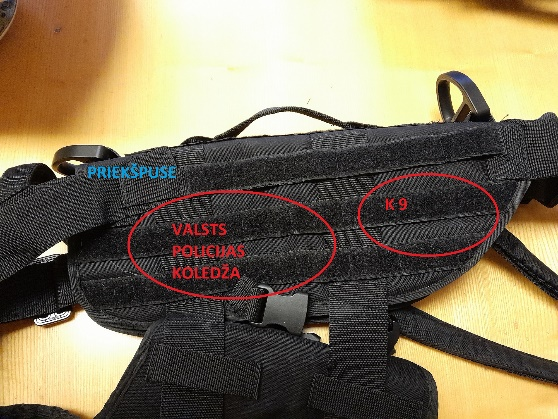 PRIEKŠPUSE
VALSTS
POLICIJAS
KOLEDŽA
K 9